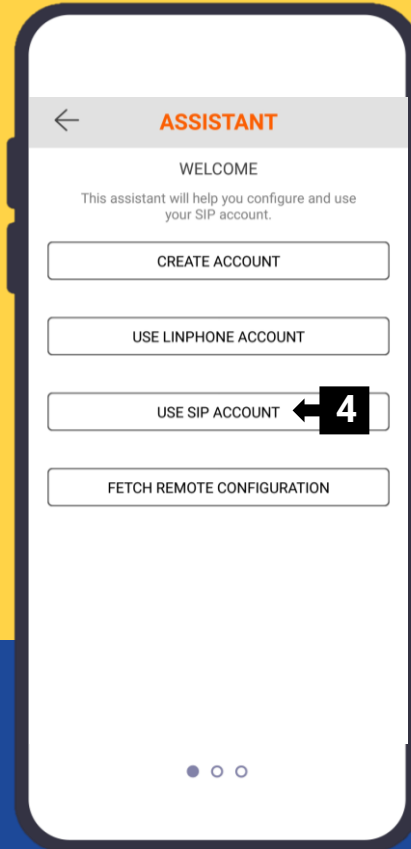 ASSISTANT
WELCOME
This assistant will help you configure and use
your SIP account.
CREATE ACCOUNT
USE LINPHONE ACCOUNT
USE SIP ACCOUNT 4
FETCH REMOTE CONFIGURATION